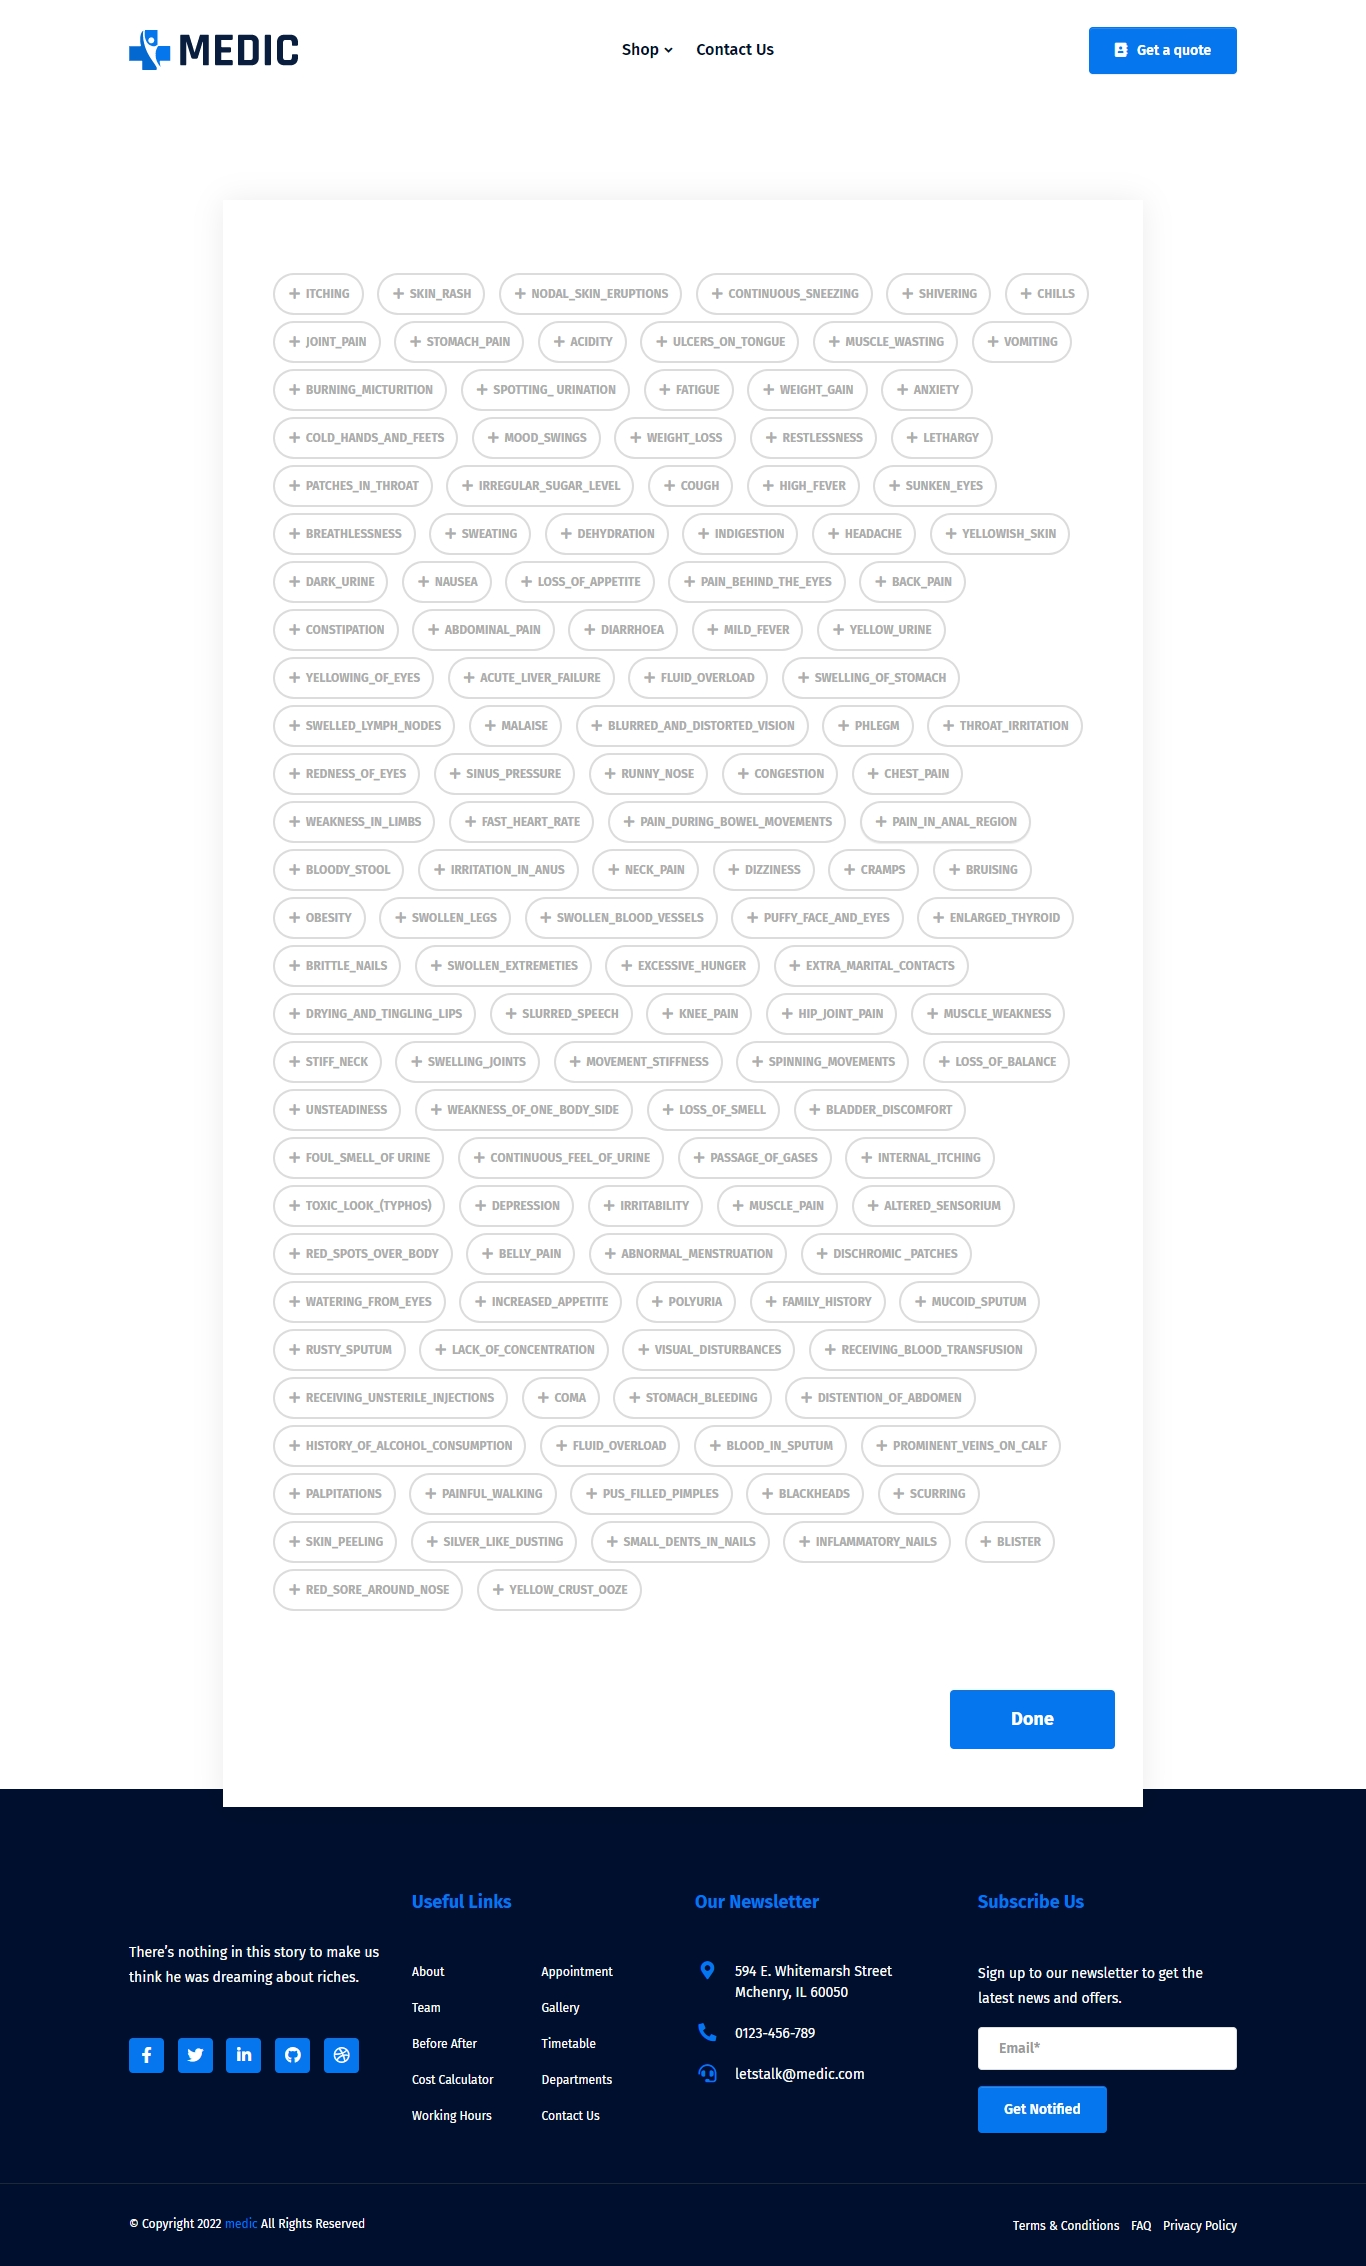 MEDIC Shop Contact Us Get a quote
ITCHING SKIN_RASH NODAL_SKIN_ERUPTIONS CONTINUOUS_SNEEZING SHIVERING CHILLS
JOINT_PAIN STOMACH_PAIN ACIDITY ULCERS_ON_TONGUE MUSCLE_WASTING VOMITING
BURNING_MICTURITION SPOTTING_ URINATION FATIGUE WEIGHT_GAIN ANXIETY
COLD_HANDS_AND_FEETS MOOD_SWINGS WEIGHT_LOSS RESTLESSNESS LETHARGY
PATCHES_IN_THROAT IRREGULAR_SUGAR_LEVEL COUGH HIGH_FEVER SUNKEN_EYES
BREATHLESSNESS SWEATING DEHYDRATION INDIGESTION HEADACHE YELLOWISH_SKIN
DARK_URINE NAUSEA LOSS_OF_APPETITE PAIN_BEHIND_THE_EYES BACK_PAIN
CONSTIPATION ABDOMINAL_PAIN DIARRHOEA MILD_FEVER YELLOW_URINE
YELLOWING_OF_EYES ACUTE_LIVER_FAILURE FLUID_OVERLOAD SWELLING_OF_STOMACH
SWELLED_LYMPH_NODES MALAISE BLURRED_AND_DISTORTED_VISION PHLEGM THROAT_IRRITATION
REDNESS_OF_EYES SINUS_PRESSURE RUNNY_NOSE CONGESTION CHEST_PAIN
WEAKNESS_IN_LIMBS FAST_HEART_RATE PAIN_DURING_BOWEL_MOVEMENTS PAIN_IN_ANAL_REGION
BLOODY_STOOL IRRITATION_IN_ANUS NECK_PAIN DIZZINESS CRAMPS BRUISING
OBESITY SWOLLEN_LEGS SWOLLEN_BLOOD_VESSELS PUFFY_FACE_AND_EYES ENLARGED_THYROID
BRITTLE_NAILS SWOLLEN_EXTREMETIES EXCESSIVE_HUNGER EXTRA_MARITAL_CONTACTS
DRYING_AND_TINGLING_LIPS SLURRED_SPEECH KNEE_PAIN HIP_JOINT_PAIN MUSCLE_WEAKNESS
STIFF_NECK SWELLING_JOINTS MOVEMENT_STIFFNESS SPINNING_MOVEMENTS LOSS_OF_BALANCE
UNSTEADINESS WEAKNESS_OF_ONE_BODY_SIDE LOSS_OF_SMELL BLADDER_DISCOMFORT
FOUL_SMELL_OF URINE CONTINUOUS_FEEL_OF_URINE PASSAGE_OF_GASES INTERNAL_ITCHING
TOXIC_LOOK_(TYPHOS) DEPRESSION IRRITABILITY MUSCLE_PAIN ALTERED_SENSORIUM
RED_SPOTS_OVER_BODY BELLY_PAIN ABNORMAL_MENSTRUATION DISCHROMIC _PATCHES
WATERING_FROM_EYES INCREASED_APPETITE POLYURIA FAMILY_HISTORY MUCOID_SPUTUM
RUSTY_SPUTUM LACK_OF_CONCENTRATION VISUAL_DISTURBANCES RECEIVING_BLOOD_TRANSFUSION
RECEIVING_UNSTERILE_INJECTIONS COMA STOMACH_BLEEDING DISTENTION_OF_ABDOMEN
HISTORY_OF_ALCOHOL_CONSUMPTION FLUID_OVERLOAD BLOOD_IN_SPUTUM PROMINENT_VEINS_ON_CALF
PALPITATIONS PAINFUL_WALKING PUS_FILLED_PIMPLES BLACKHEADS SCURRING
SKIN_PEELING SILVER_LIKE_DUSTING SMALL_DENTS_IN_NAILS INFLAMMATORY_NAILS BLISTER
RED_SORE_AROUND_NOSE YELLOW_CRUST_OOZE
Done
There's nothing in this story to make us
think he was dreaming about riches.
Useful Links
About Appointment
Team Gallery
Before After Timetable
Cost Calculator Departments
Working Hours Contact Us
Our Newsletter
594 E. Whitemarsh Street
Mchenry, IL 60050
0123-456-789
letstalk@medic.com
Subscribe Us
Sign up to our newsletter to get the
latest news and offers.
Email*
Get Notified
© Copyright 2022 medic All Rights Reserved
Terms & Conditions FAQ Privacy Policy